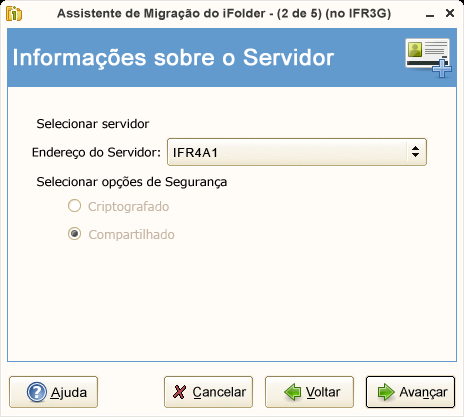 Assistente de Migração do iFolder - (2 de 5) (no IFR3G)
Informações sobre o Servidor
Selecionar servidor
Endereço do Servidor: IFR4A1
Selecionar opções de Segurança
Criptografado
Compartilhado
Ajuda Cancelar Voltar Avançar